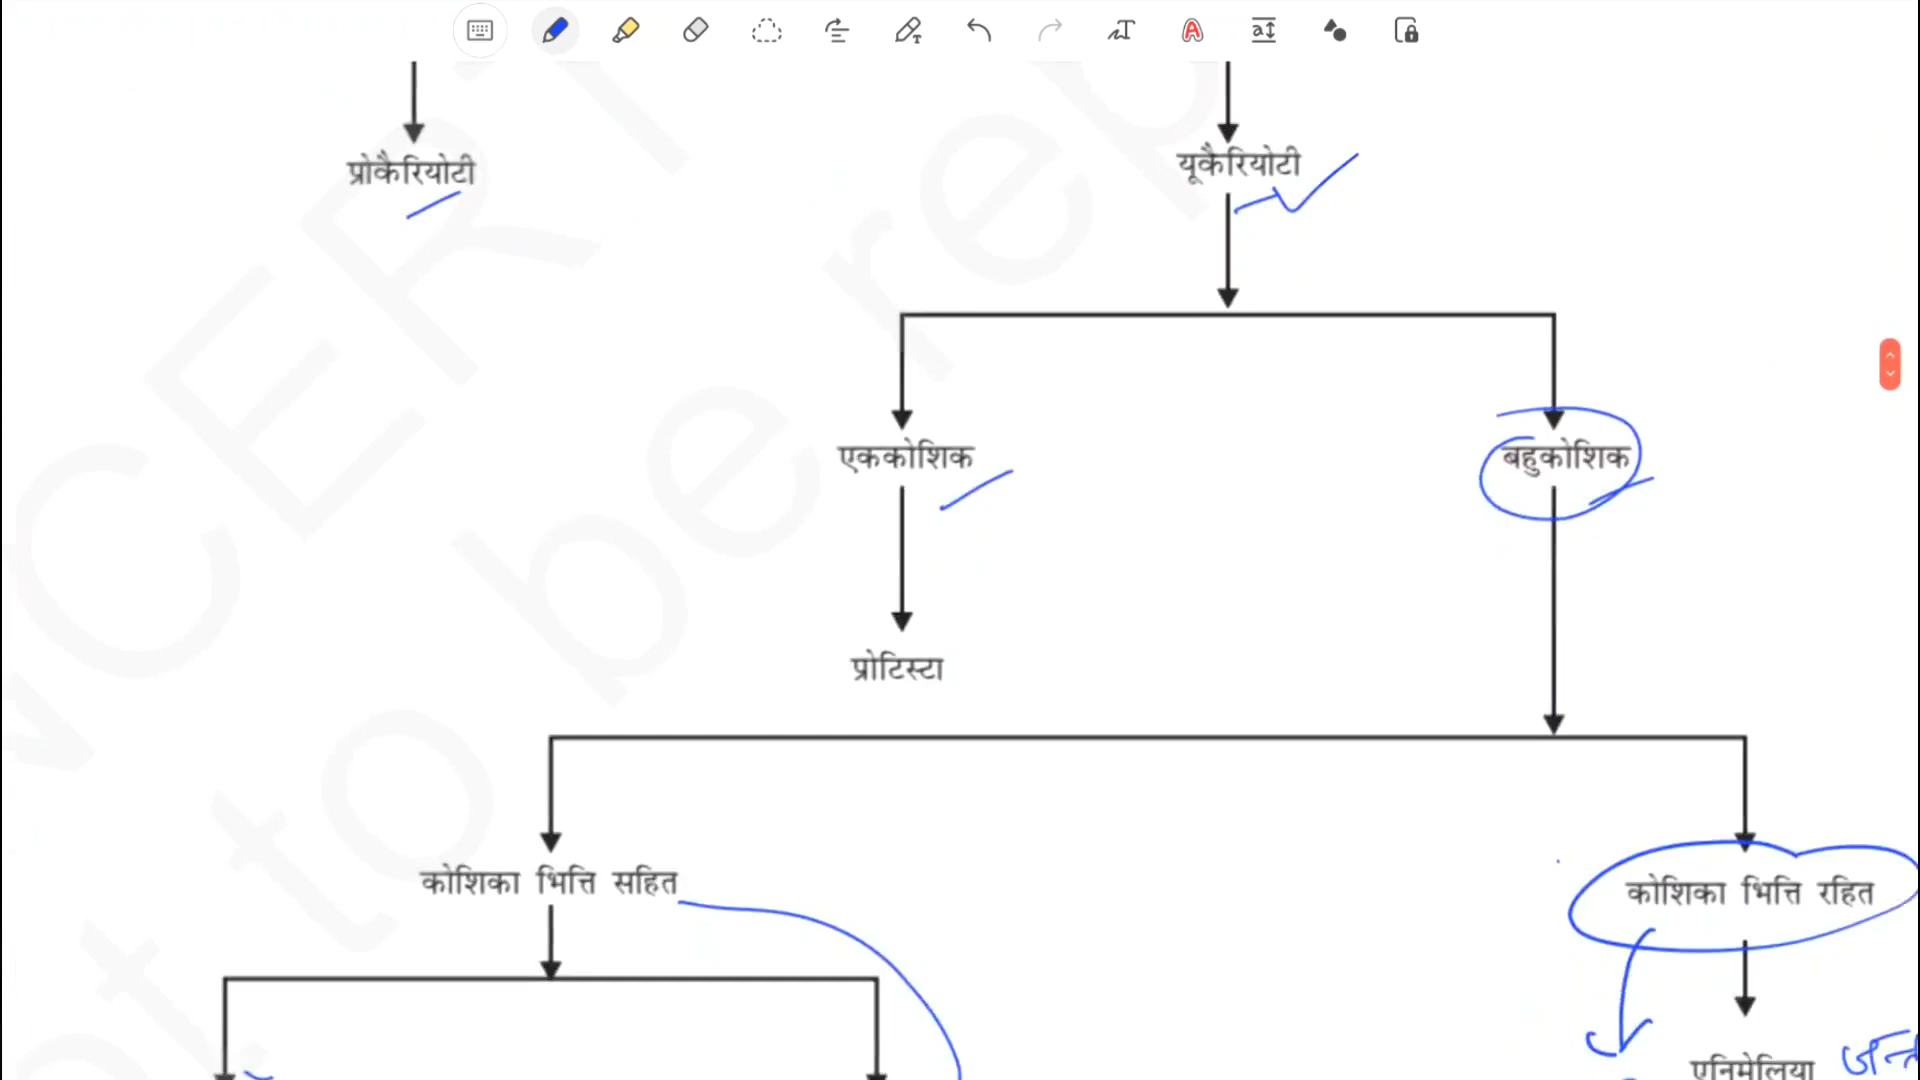 प्रोकैरियोटी
यूकैरियोटी
एककोशिक
बहुकोशिक
प्रोटिस्टा
कोशिका भित्ति सहित
कोशिका भित्ति रहित
एनिमेलिया